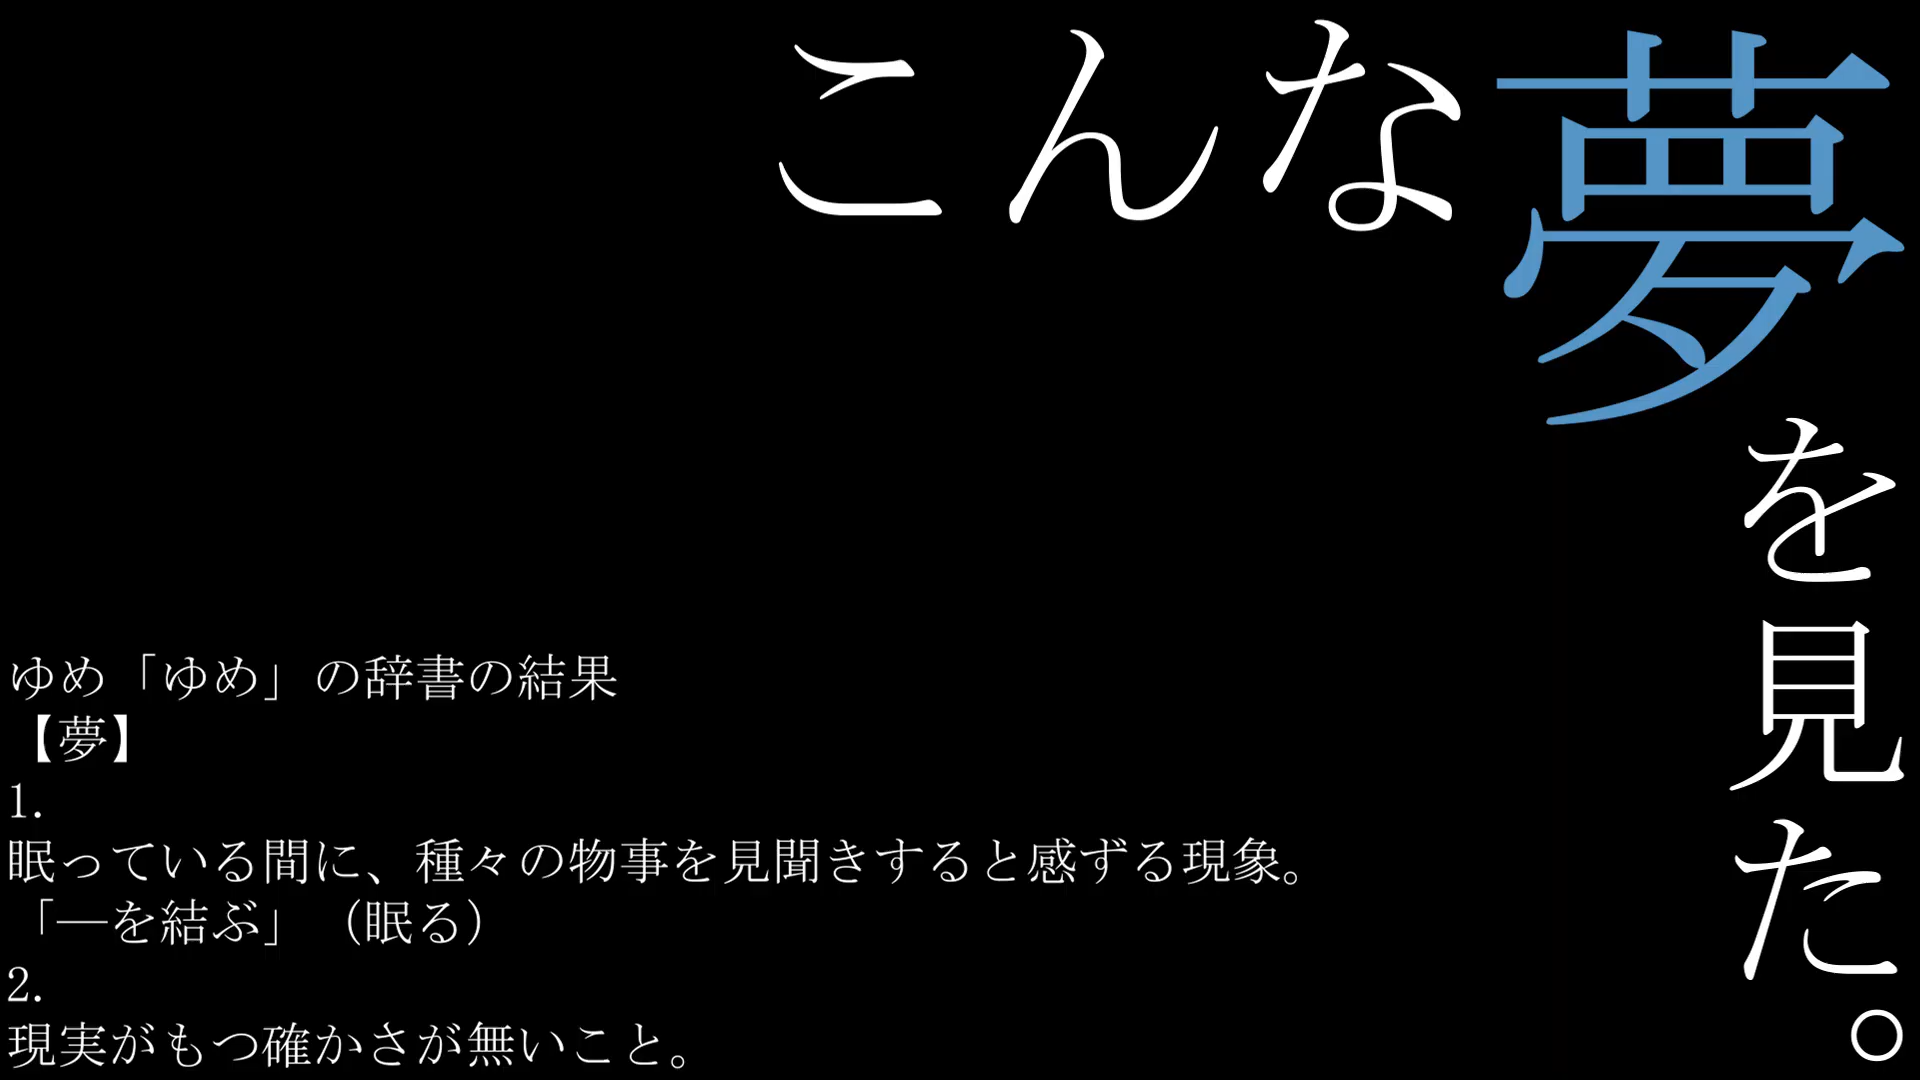 こんな夢を見た。
ゆめ「ゆめ」の辞書の結果
【夢】
1.
眠っている間に、種々の物事を見聞きすると感ずる現象。
「―を結ぶ」（眠る）
2.
現実がもつ確かさが無いこと。